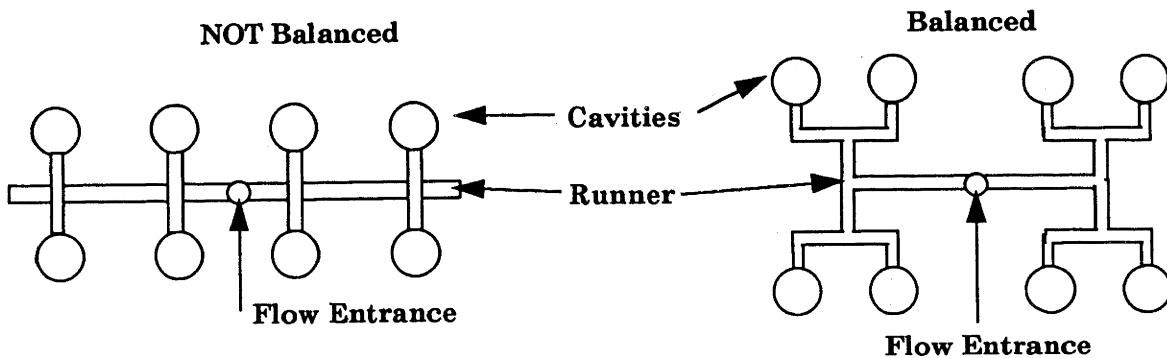 NOT Balanced
Balanced
Cavities
Runner
Flow Entrance
Flow Entrance